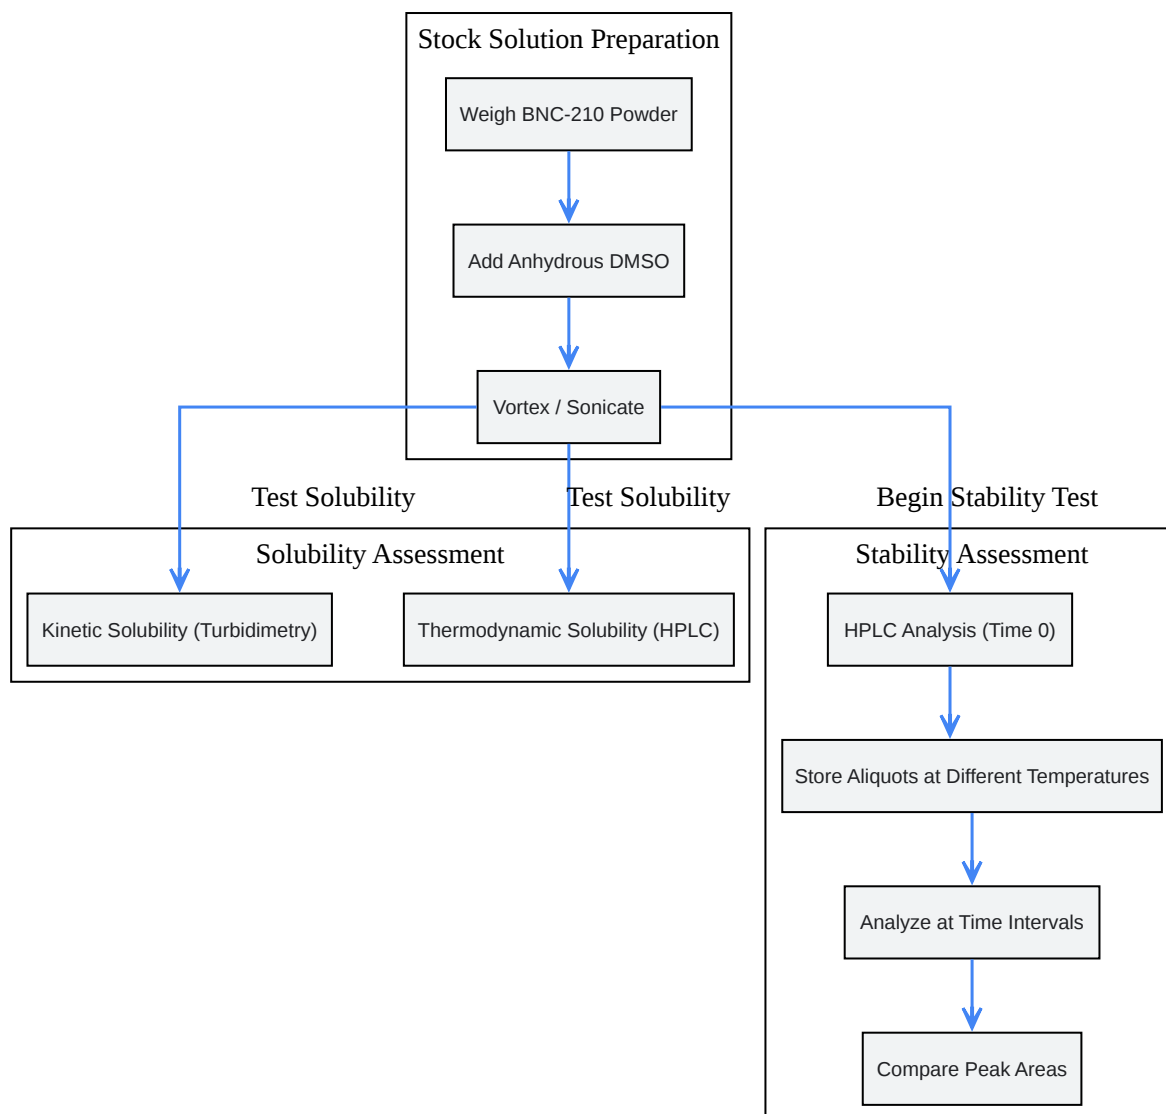 Stock Solution Preparation
Weigh BNC-210 Powder
Add Anhydrous DMSO
Vortex / Sonicate
Test Solubility
Test Solubility
Begin Stability Test
Solubility Assessment
Stability Assessment
Kinetic Solubility (Turbidimetry)
Thermodynamic Solubility (HPLC)
HPLC Analysis (Time 0)
Store Aliquots at Different Temperatures
Analyze at Time Intervals
Compare Peak Areas